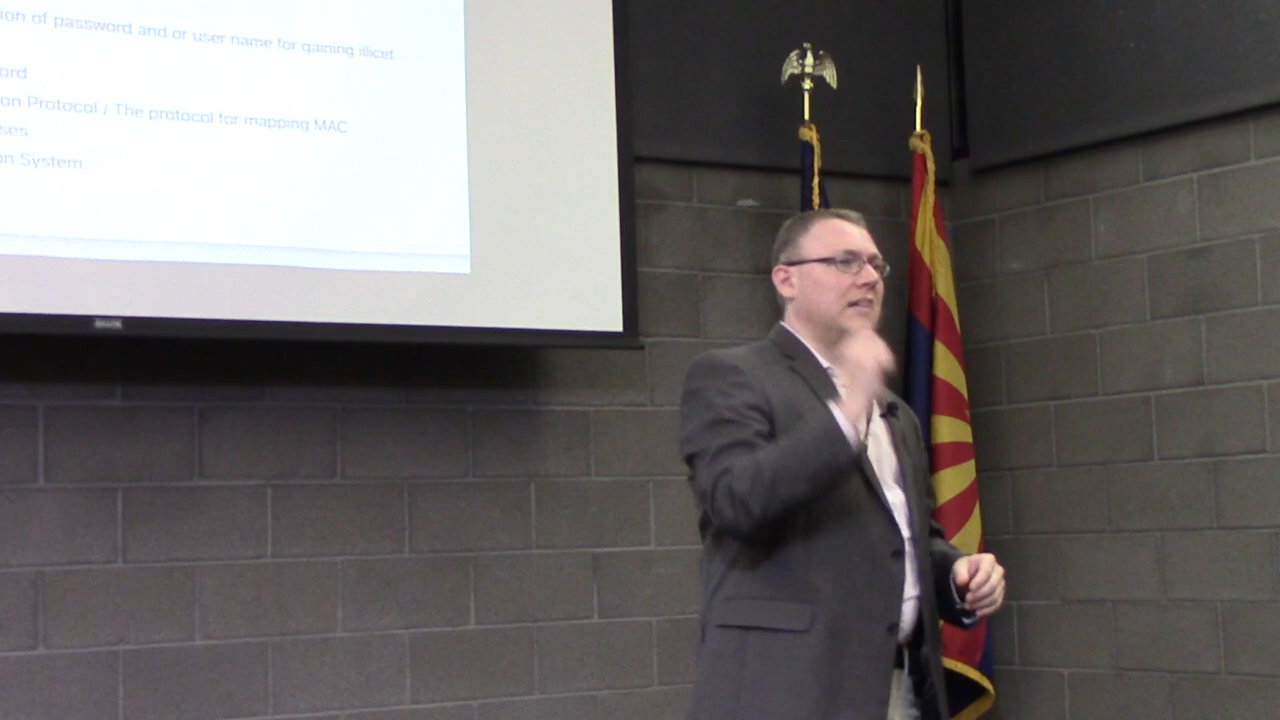 ion of password and or user name for gaining illicet
ord
on Protocol / The protocol for mapping MAC
ses
on System